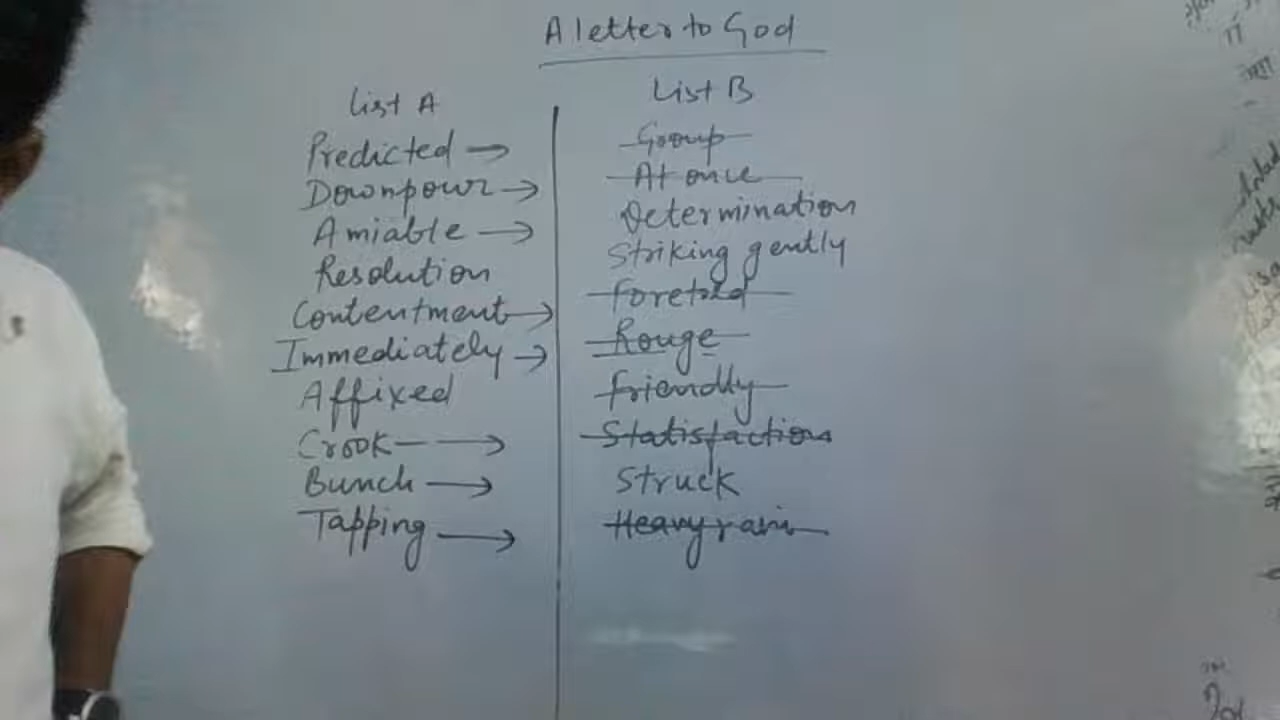 A letter to God
List A
Predicted →
Downpour →
Amiable →
Resolution
Contentment →
Immediately →
Affixed
Crook →
Bunch →
Tapping →
List B
Group
At once
Determination
Striking gently
foretold
Rouge
friendly
Statisfactions
Struck
Heavy rain